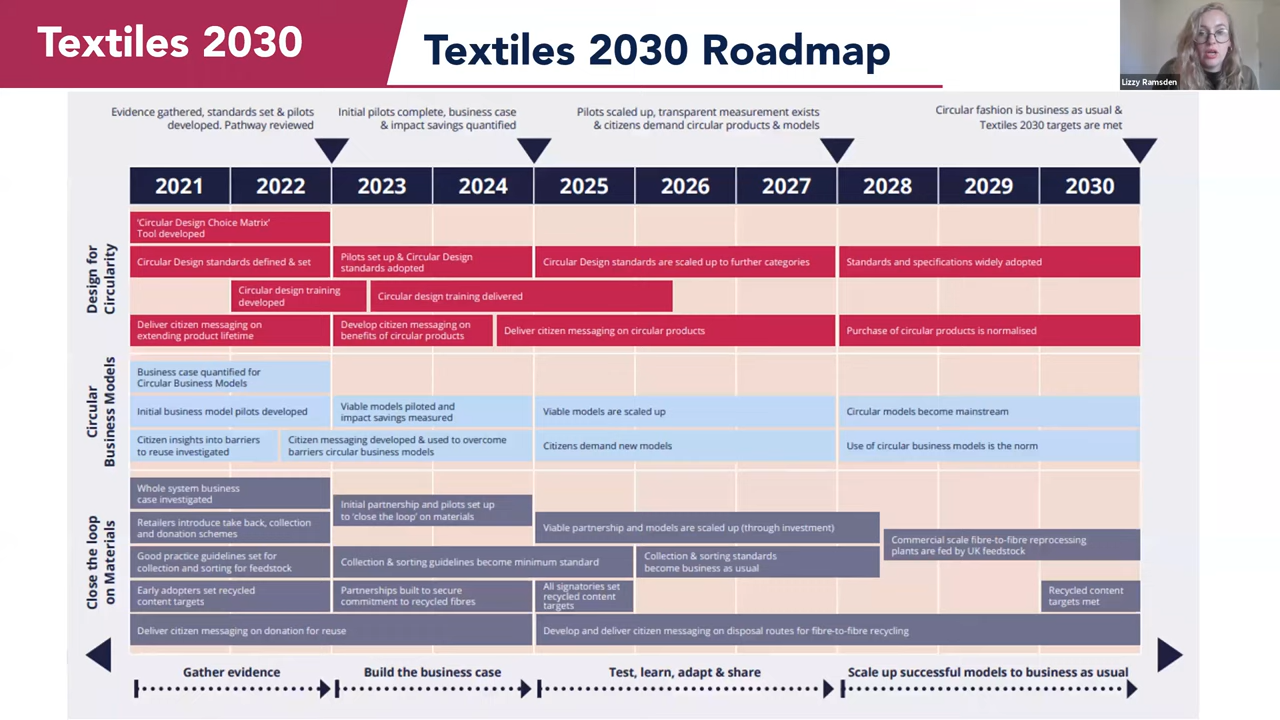 Textiles 2030
Textiles 2030 Roadmap
Lizzy Ramsden
Evidence gathered, standards set & pilots
developed. Pathway reviewed
Initial pilots complete, business case
& impact savings quantified
Pilots scaled up, transparent measurement exists
& citizens demand circular products & models
Circular fashion is business as usual &
Textiles 2030 targets are met
2021
2022
2023
2024
2025
2026
2027
2028
2029
2030
Design for
Circularity
'Circular Design Choice Matrix'
Tool developed
Circular Design standards defined & set
Pilots set up & Circular Design
standards adopted
Circular Design standards are scaled up to further categories
Standards and specifications widely adopted
Circular design training
developed
Circular design training delivered
Deliver citizen messaging on
extending product lifetime
Develop citizen messaging on
benefits of circular products
Deliver citizen messaging on circular products
Purchase of circular products is normalised
Circular
Business Models
Business case quantified for
Circular Business Models
Initial business model pilots developed
Viable models piloted and
impact savings measured
Viable models are scaled up
Circular models become mainstream
Citizen insights into barriers
to reuse investigated
Citizen messaging developed & used to overcome
barriers circular business models
Citizens demand new models
Use of circular business models is the norm
Close the loop
on Materials
Whole system business
case investigated
Initial partnership and pilots set up
to 'close the loop' on materials
Retailers introduce take back, collection
and donation schemes
Viable partnership and models are scaled up (through investment)
Commercial scale fibre-to-fibre reprocessing
plants are fed by UK feedstock
Good practice guidelines set for
collection and sorting for feedstock
Collection & sorting guidelines become minimum standard
Collection & sorting standards
become business as usual
Early adopters set recycled
content targets
Partnerships built to secure
commitment to recycled fibres
All signatories set
recycled content
targets
Recycled content
targets met
Deliver citizen messaging on donation for reuse
Develop and deliver citizen messaging on disposal routes for fibre-to-fibre recycling
Gather evidence
Build the business case
Test, learn, adapt & share
Scale up successful models to business as usual